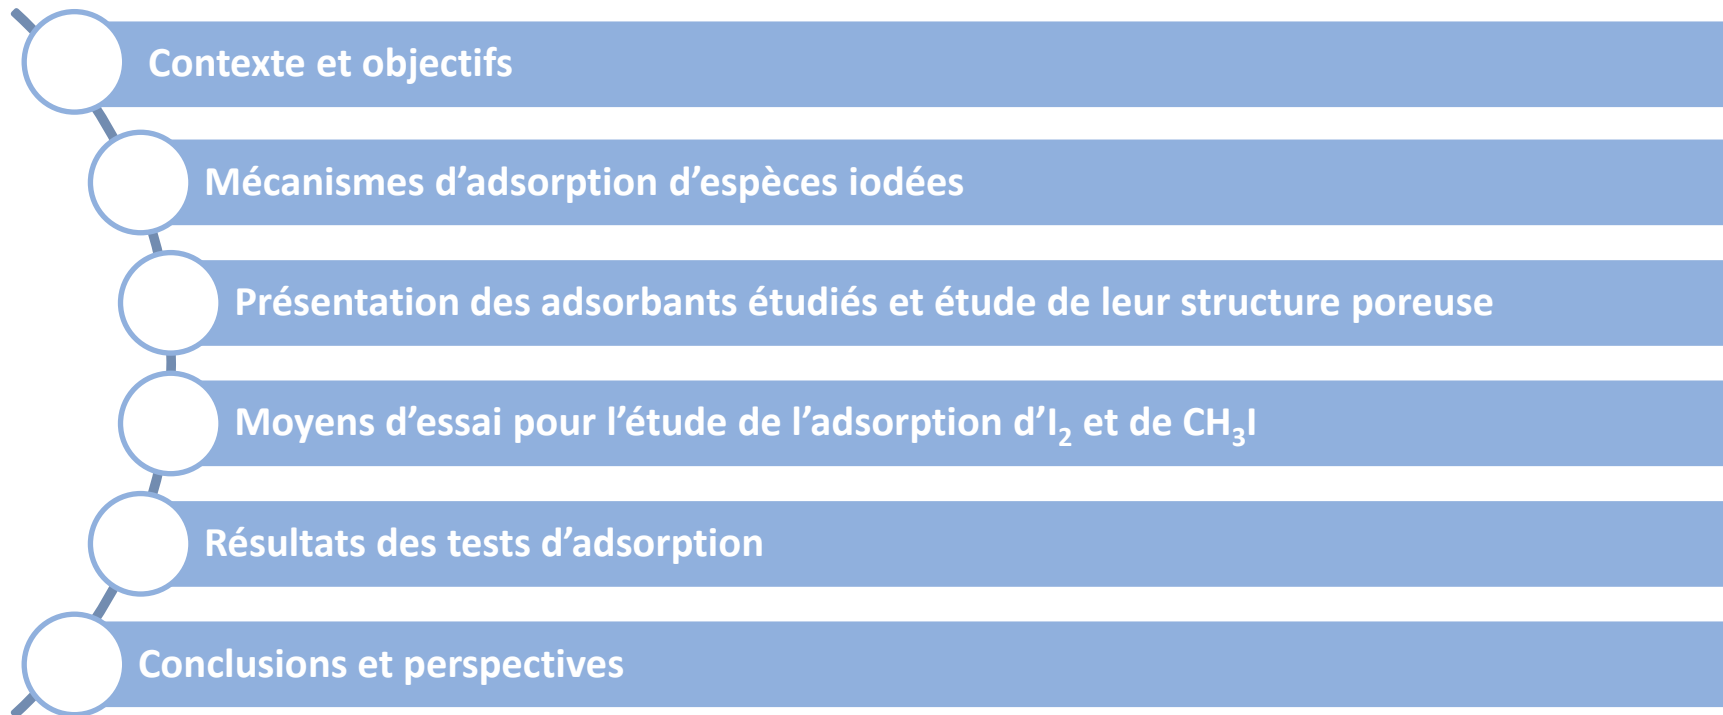 Contexte et objectifs
Mécanismes d’adsorption d’espèces iodées
Présentation des adsorbants étudiés et étude de leur structure poreuse
Moyens d’essai pour l’étude de l’adsorption d’I₂ et de CH₃I
Résultats des tests d’adsorption
Conclusions et perspectives